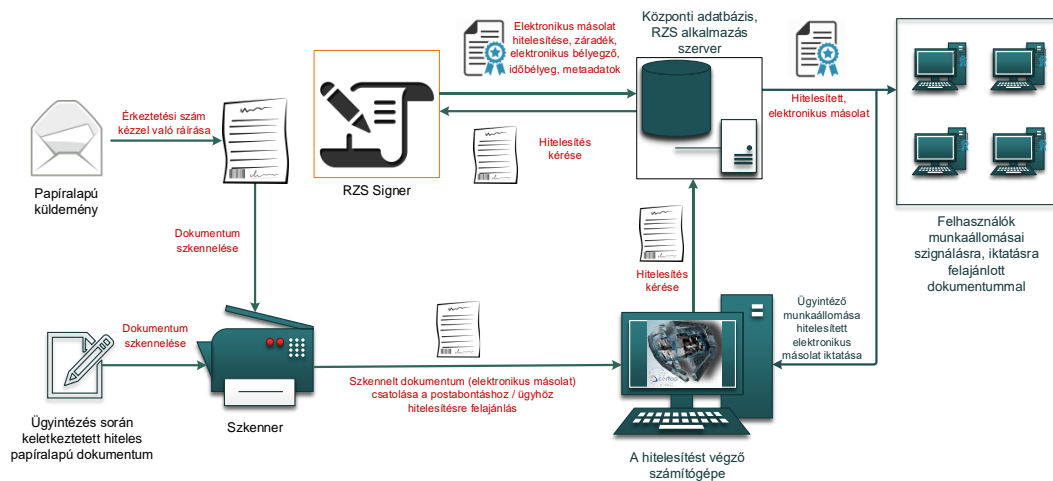 Elektronikus másolat
hitelesítése, záradék,
elektronikus bélyegző,
időbélyeg, metaadatok
Központi adatbázis,
RZS alkalmazás
szerver
Érkeztetési szám
kézzel való ráírása
Hitelesítés
kérése
Hitelesített,
elektronikus másolat
Papíralapú
küldemény
RZS Signer
Felhasználók
munkaállomásai
szignálásra, iktatásra
felajánlott
dokumentummal
Dokumentum
szkennelése
Hitelesítés
kérése
Ügyintéző
munkaállomása
hitelesített
elektronikus
másolat iktatása
Dokumentum
szkennelése
certop
Szkennelt dokumentum (elektronikus másolat)
csatolása a postabontáshoz / ügyhöz
hitelesítésre felajánlás
Ügyintézés során
keletkeztetett hiteles
papíralapú dokumentum
Szkenner
A hitelesítést végző
számítógépe